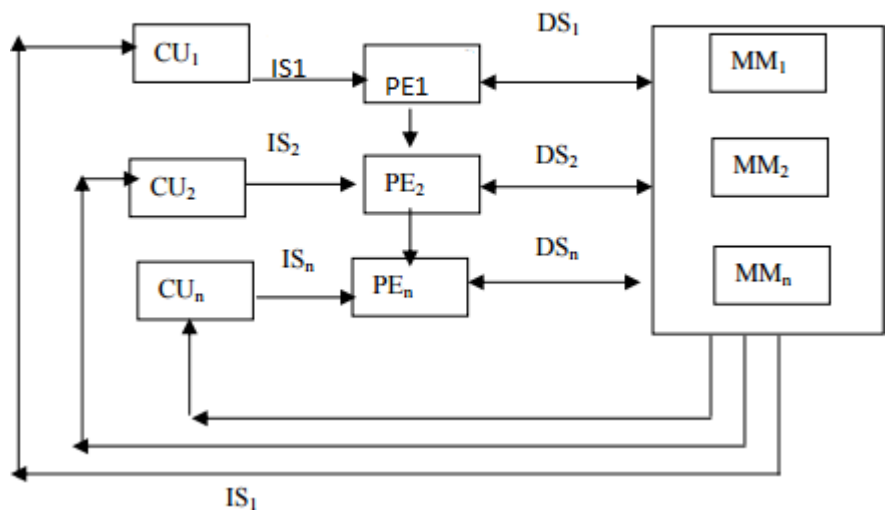 DS₁
CU₁ IS1 PE1 MM₁
IS₂ DS₂
CU₂ PE₂ MM₂
ISₙ DSₙ
CUₙ PEₙ MMₙ
IS₁